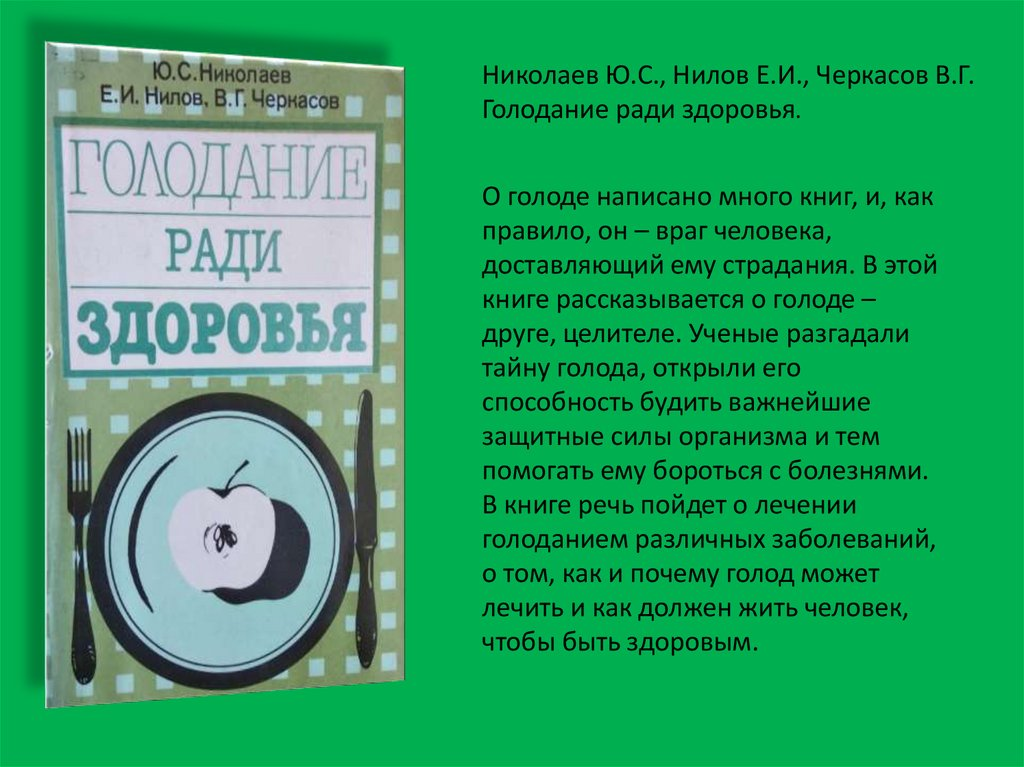 Ю.С.Николаев
Е.И. Нилов, В.Г. Черкасов
ГОЛОДАНИЕ
РАДИ
ЗДОРОВЬЯ
Николаев Ю.С., Нилов Е.И., Черкасов В.Г.
Голодание ради здоровья.
О голоде написано много книг, и, как
правило, он – враг человека,
доставляющий ему страдания. В этой
книге рассказывается о голоде –
друге, целителе. Ученые разгадали
тайну голода, открыли его
способность будить важнейшие
защитные силы организма и тем
помогать ему бороться с болезнями.
В книге речь пойдет о лечении
голоданием различных заболеваний,
о том, как и почему голод может
лечить и как должен жить человек,
чтобы быть здоровым.